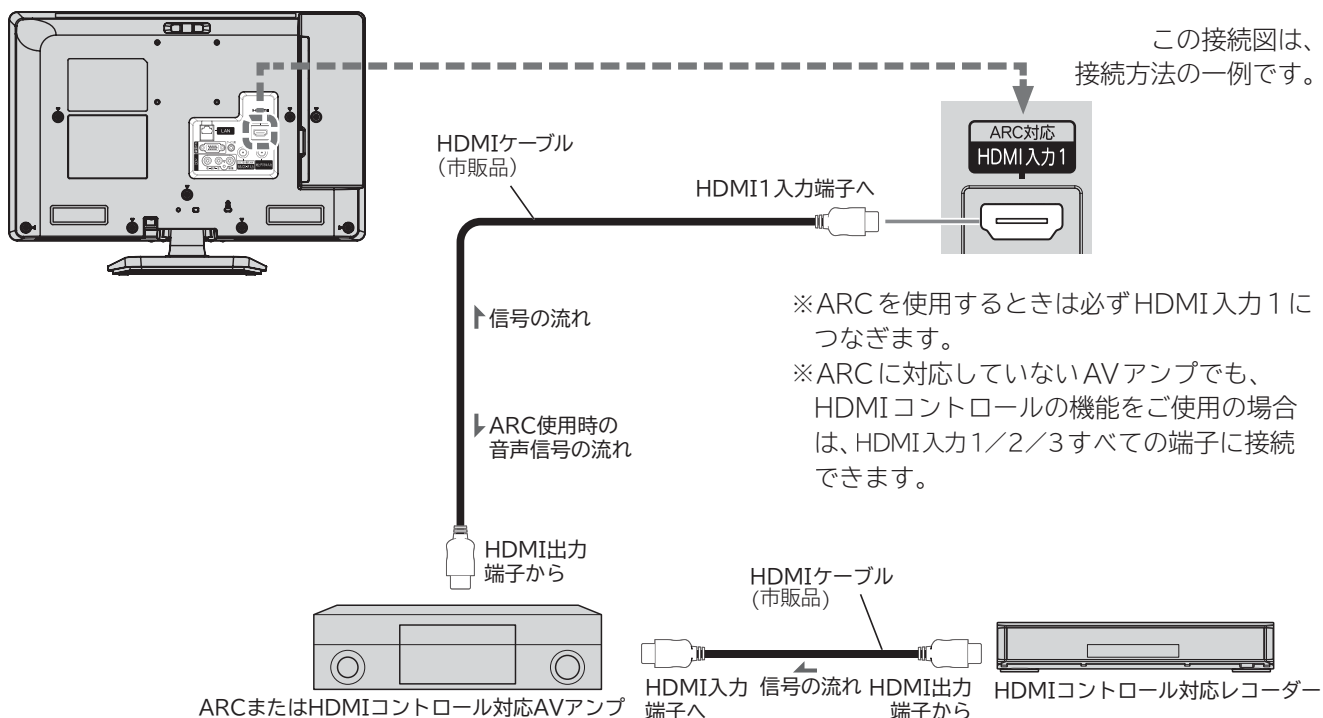 この接続図は、
接続方法の一例です。
ARC対応
HDMI入力1
LAN
HDMIケーブル
（市販品）
HDMI1入力端子へ
信号の流れ
ARC使用時の
音声信号の流れ
※ARCを使用するときは必ずHDMI入力1に
つなぎます。
※ARCに対応していないAVアンプでも、
HDMIコントロールの機能をご使用の場合
は、HDMI入力1／2／3すべての端子に接続
できます。
HDMI出力
端子から
HDMIケーブル
(市販品)
ARCまたはHDMIコントロール対応AVアンプ
HDMI入力
端子へ
信号の流れ
HDMI出力
端子から
HDMIコントロール対応レコーダー